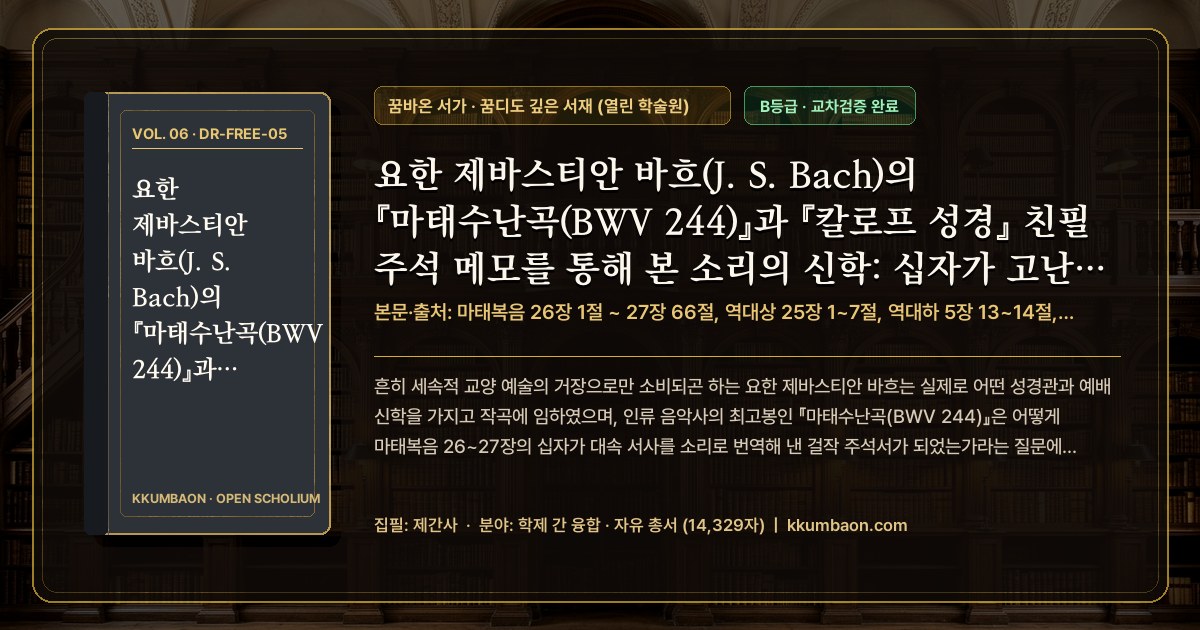 VOL. 06 · DR-FREE-05
요한
제바스티안
바흐(J. S.
Bach)의
『마태수난곡(BWV
244)』과…
KKUMBAON · OPEN SCHOLIUM
꿈바온 서가 · 꿈디도 깊은 서재 (열린 학술원)
B등급 · 교차검증 완료
요한 제바스티안 바흐(J. S. Bach)의
『마태수난곡(BWV 244)』과 『칼로프 성경』 친필
주석 메모를 통해 본 소리의 신학: 십자가 고난…
본문·출처: 마태복음 26장 1절 ~ 27장 66절, 역대상 25장 1~7절, 역대하 5장 13~14절,...
흔히 세속적 교양 예술의 거장으로만 소비되곤 하는 요한 제바스티안 바흐는 실제로 어떤 성경관과 예배
신학을 가지고 작곡에 임하였으며, 인류 음악사의 최고봉인 『마태수난곡(BWV 244)』은 어떻게
마태복음 26~27장의 십자가 대속 서사를 소리로 번역해 낸 걸작 주석서가 되었는가라는 질문에...
집필: 제간사 · 분야: 학제 간 융합 · 자유 총서 (14,329자) | kkumbaon.com